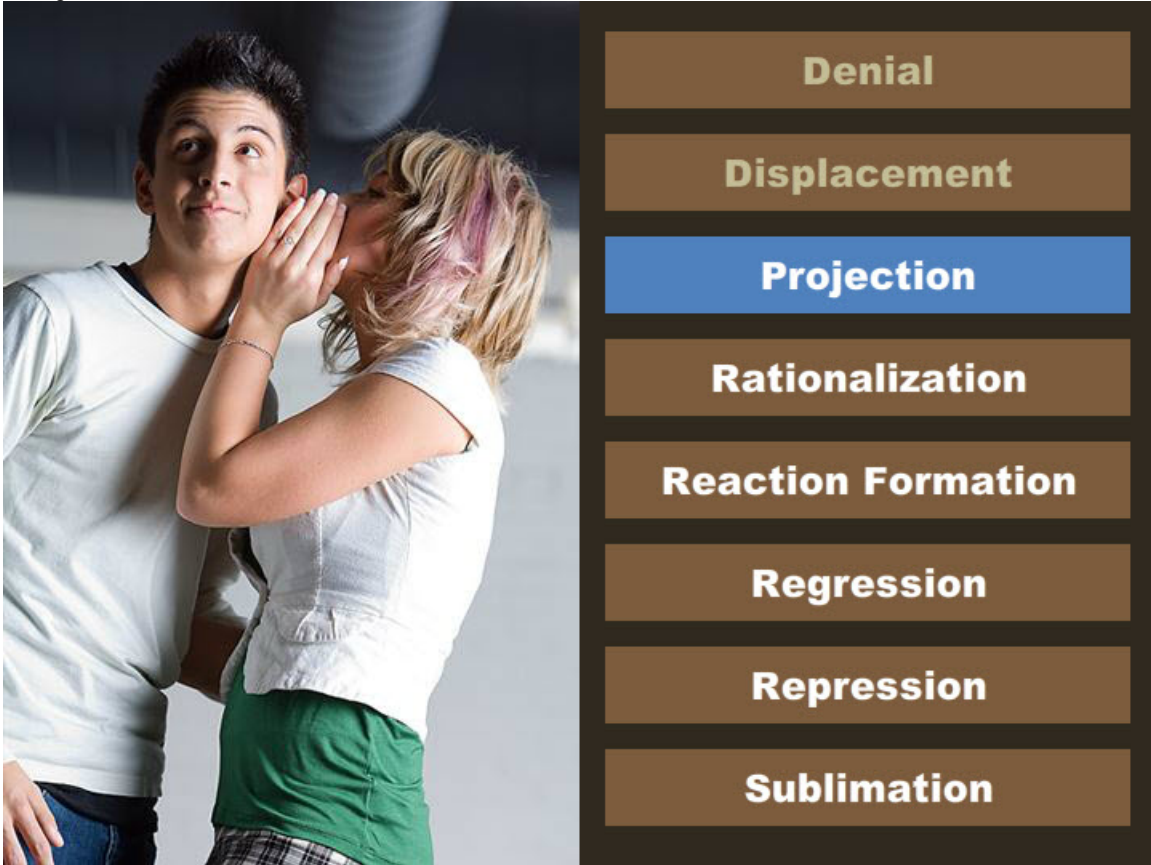 Denial
Displacement
Projection
Rationalization
Reaction Formation
Regression
Repression
Sublimation